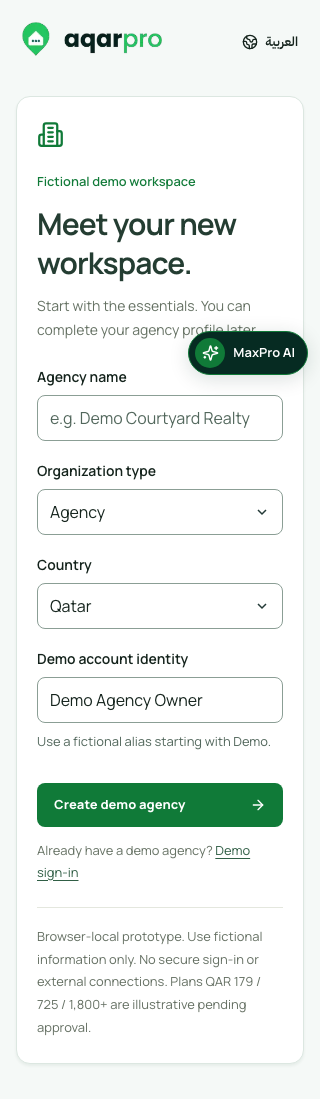 aqarpro
العربية
Fictional demo workspace
Meet your new
workspace.
Start with the essentials. You can
complete your agency profile later.
MaxPro AI
Agency name
e.g. Demo Courtyard Realty
Organization type
Agency
Country
Qatar
Demo account identity
Demo Agency Owner
Use a fictional alias starting with Demo.
Create demo agency
Already have a demo agency? Demo
sign-in
Browser-local prototype. Use fictional
information only. No secure sign-in or
external connections. Plans QAR 179 /
725 / 1,800+ are illustrative pending
approval.